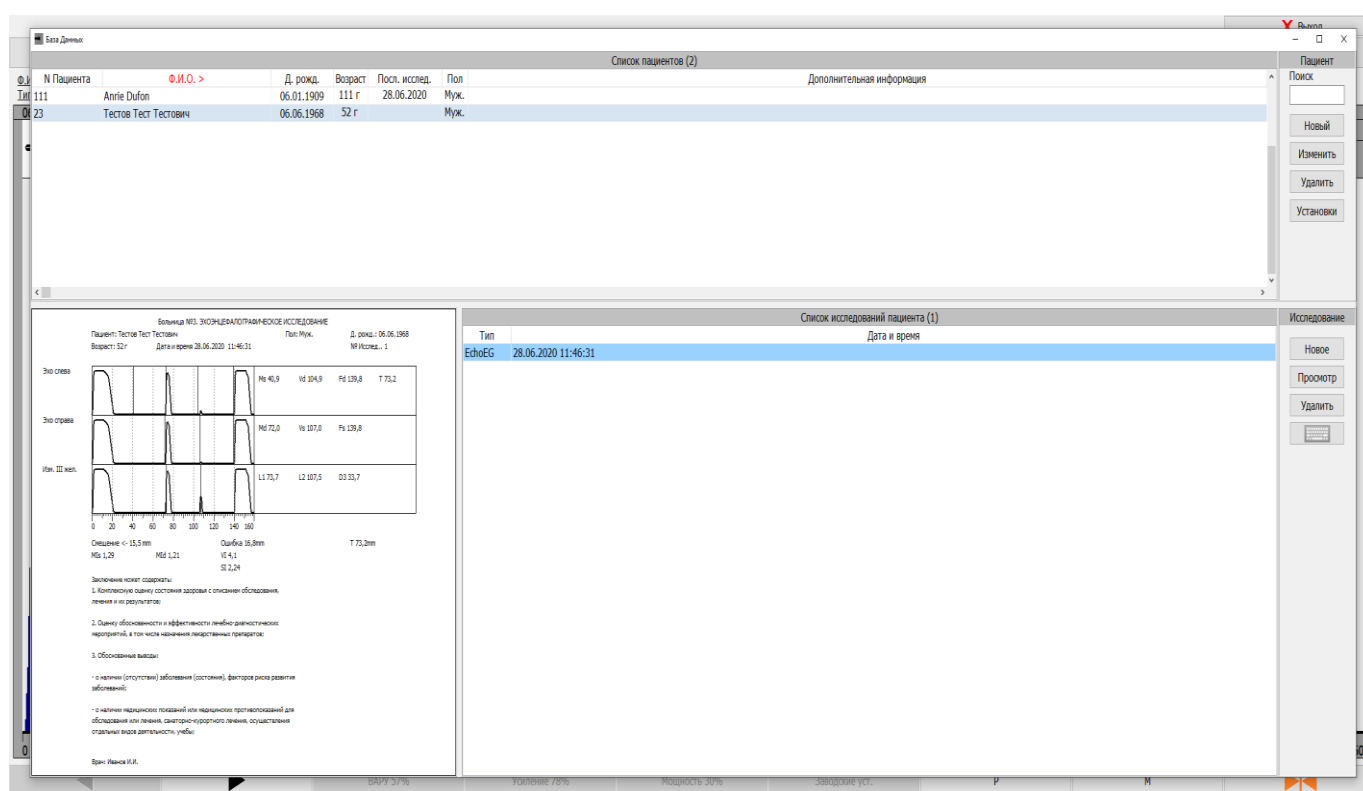 Выход
База Данных
Список пациентов (2)
Пациент
N Пациента Ф.И.О. > Д. рожд. Возраст Посл. исслед. Пол Дополнительная информация
111 Anrie Dufon 06.01.1909 111 г 28.06.2020 Муж.
23 Тестов Тест Тестович 06.06.1968 52 г Муж.
Поиск
Новый
Изменить
Удалить
Установки
Больница №3. ЭХОЭНЦЕФАЛОГРАФИЧЕСКОЕ ИССЛЕДОВАНИЕ
Пациент: Тестов Тест Тестович Пол: Муж. Д. рожд.: 06.06.1968
Возраст: 52 г Дата и время 28.06.2020 11:46:31 № Исслед.. 1
Эхо слева Ms 40,9 Vd 104,9 Fd 139,8 T 73,2
Эхо справа Md 72,0 Vs 107,0 Fs 139,8
Изм. III жел. L1 73,7 L2 107,5 D3 33,7
0 20 40 60 80 100 120 140 160
Смещение <- 15,5 mm Ошибка 16,8mm T 73,2mm
MIs 1,29 MId 1,21 VI 4,1
SI 2,24
Заключение может содержать:
1. Комплексную оценку состояния здоровья с описанием обследования,
лечения и их результатов;
2. Оценку обоснованности и эффективности лечебно-диагностических
мероприятий, в том числе назначения лекарственных препаратов;
3. Обоснованные выводы:
- о наличии (отсутствии) заболевания (состояния), факторов риска развития
заболеваний;
- о наличии медицинских показаний или медицинских противопоказаний для
обследования или лечения, санаторно-курортного лечения, осуществления
отдельных видов деятельности, учебы;
Врач: Иванов И.И.
Список исследований пациента (1)
Тип Дата и время
EchoEG 28.06.2020 11:46:31
Исследование
Новое
Просмотр
Удалить
ВАРУ 57% Усиление 78% Мощность 30% Заводские уст. P M